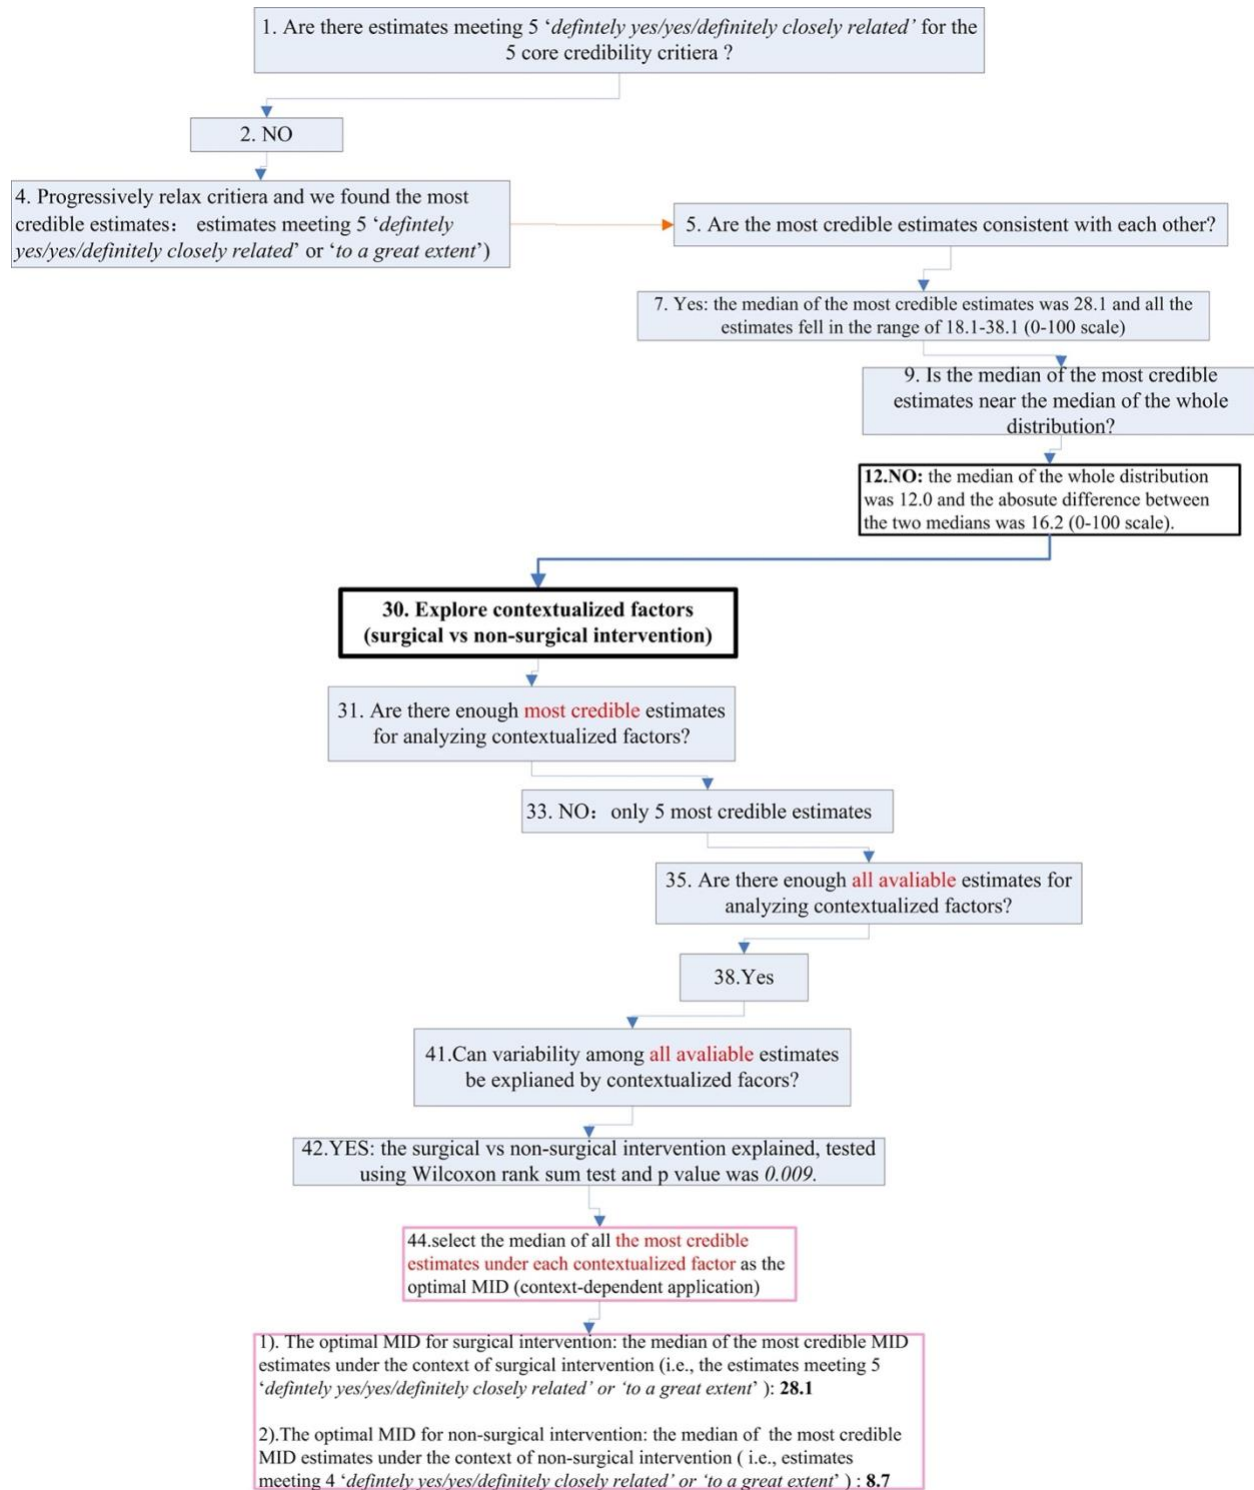 1. Are there estimates meeting 5 ‘defintely yes/yes/definitely closely related’ for the
5 core credibility critiera ?
2. NO
4. Progressively relax critiera and we found the most
credible estimates： estimates meeting 5 ‘defintely
yes/yes/definitely closely related’ or ‘to a great extent’)
5. Are the most credible estimates consistent with each other?
7. Yes: the median of the most credible estimates was 28.1 and all the
estimates fell in the range of 18.1-38.1 (0-100 scale)
9. Is the median of the most credible
estimates near the median of the whole
distribution?
12.NO: the median of the whole distribution
was 12.0 and the abosute difference between
the two medians was 16.2 (0-100 scale).
30. Explore contextualized factors
(surgical vs non-surgical intervention)
31. Are there enough most credible estimates
for analyzing contextualized factors?
33. NO： only 5 most credible estimates
35. Are there enough all avaliable estimates for
analyzing contextualized factors?
38.Yes
41.Can variability among all avaliable estimates
be explianed by contextualized facors?
42.YES: the surgical vs non-surgical intervention explained, tested
using Wilcoxon rank sum test and p value was 0.009.
44.select the median of all the most credible
estimates under each contextualized factor as the
optimal MID (context-dependent application)
1). The optimal MID for surgical intervention: the median of the most credible MID
estimates under the context of surgical intervention (i.e., the estimates meeting 5
‘defintely yes/yes/definitely closely related’ or ‘to a great extent’ ): 28.1
2).The optimal MID for non-surgical intervention: the median of the most credible
MID estimates under the context of non-surgical intervention ( i.e., estimates
meeting 4 ‘defintely yes/yes/definitely closely related’ or ‘to a great extent’ ) : 8.7